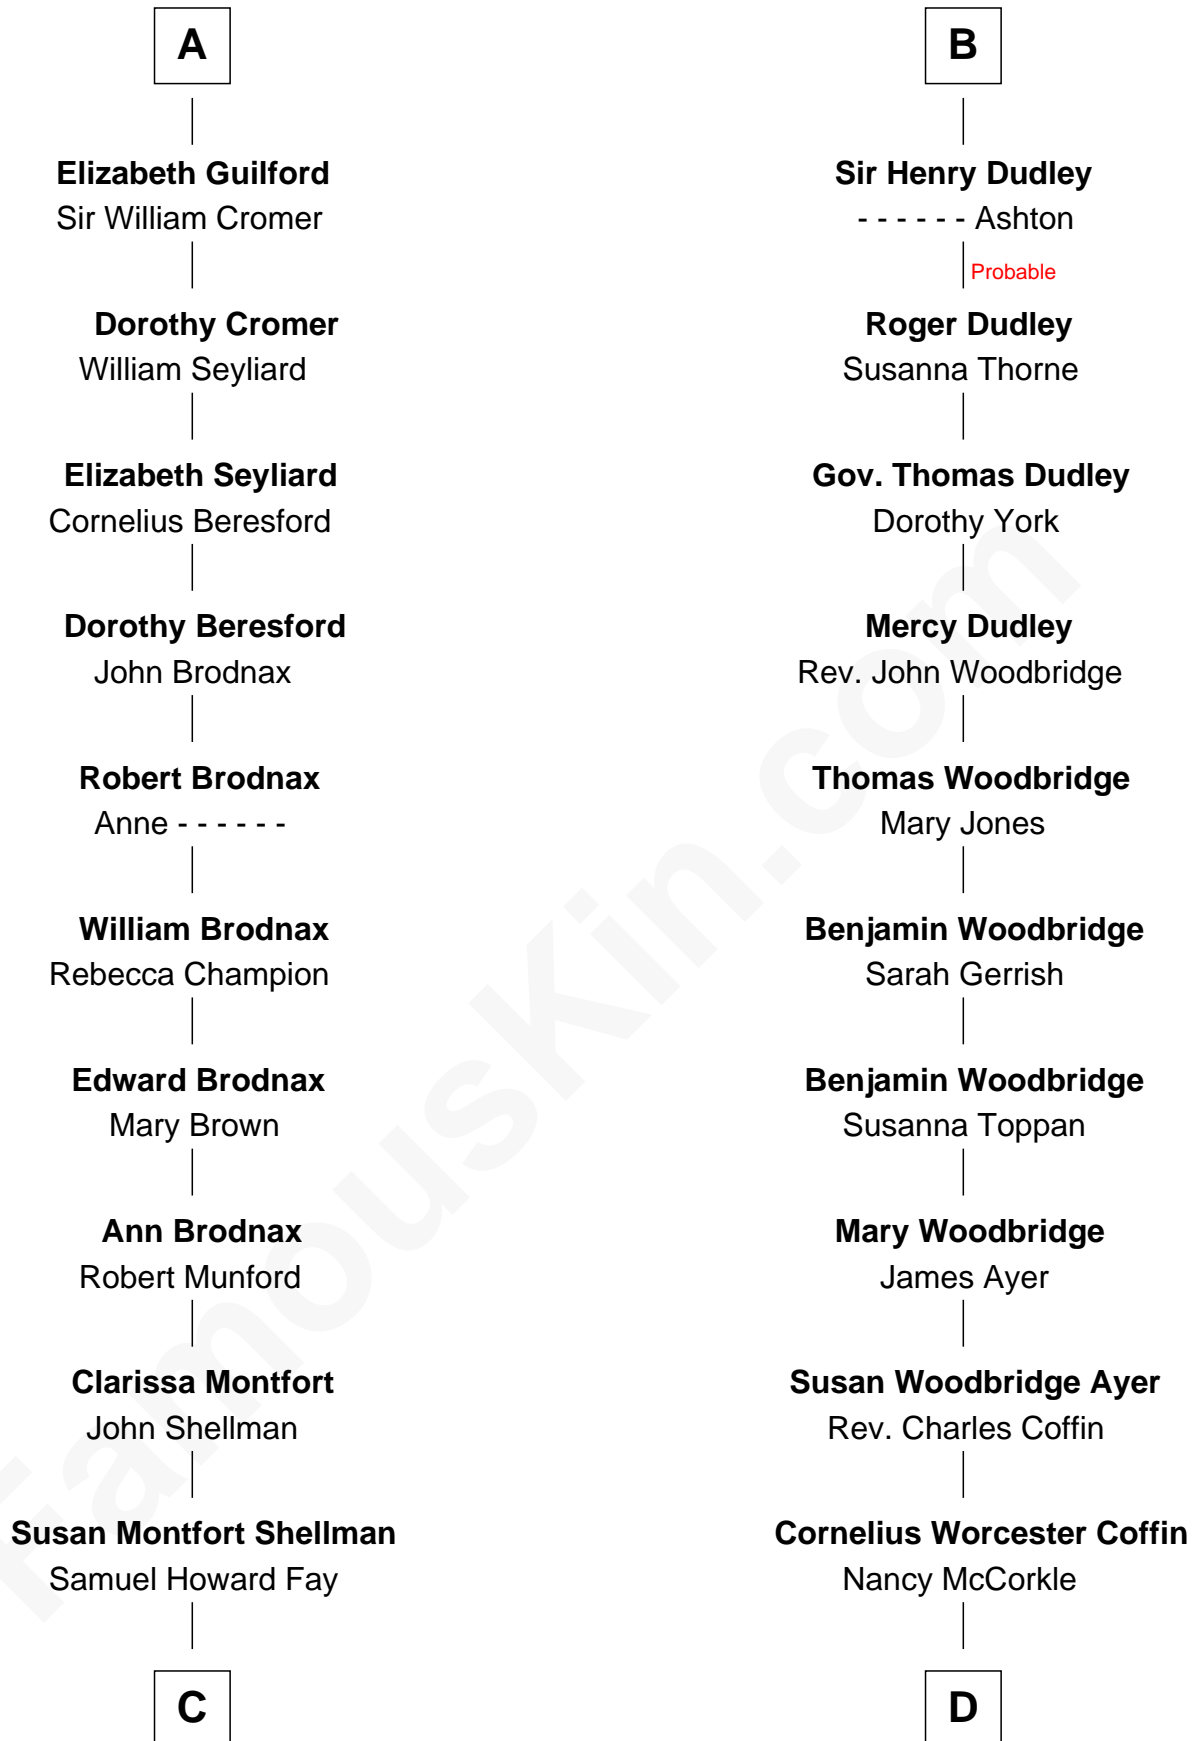 A
Elizabeth Guilford
Sir William Cromer
Dorothy Cromer
William Seyliard
Elizabeth Seyliard
Cornelius Beresford
Dorothy Beresford
John Brodnax
Robert Brodnax
Anne - - - - - -
William Brodnax
Rebecca Champion
Edward Brodnax
Mary Brown
Ann Brodnax
Robert Munford
Clarissa Montfort
John Shellman
Susan Montfort Shellman
Samuel Howard Fay
C
B
Sir Henry Dudley
- - - - - - Ashton
Probable
Roger Dudley
Susanna Thorne
Gov. Thomas Dudley
Dorothy York
Mercy Dudley
Rev. John Woodbridge
Thomas Woodbridge
Mary Jones
Benjamin Woodbridge
Sarah Gerrish
Benjamin Woodbridge
Susanna Toppan
Mary Woodbridge
James Ayer
Susan Woodbridge Ayer
Rev. Charles Coffin
Cornelius Worcester Coffin
Nancy McCorkle
D
FamousKin.com